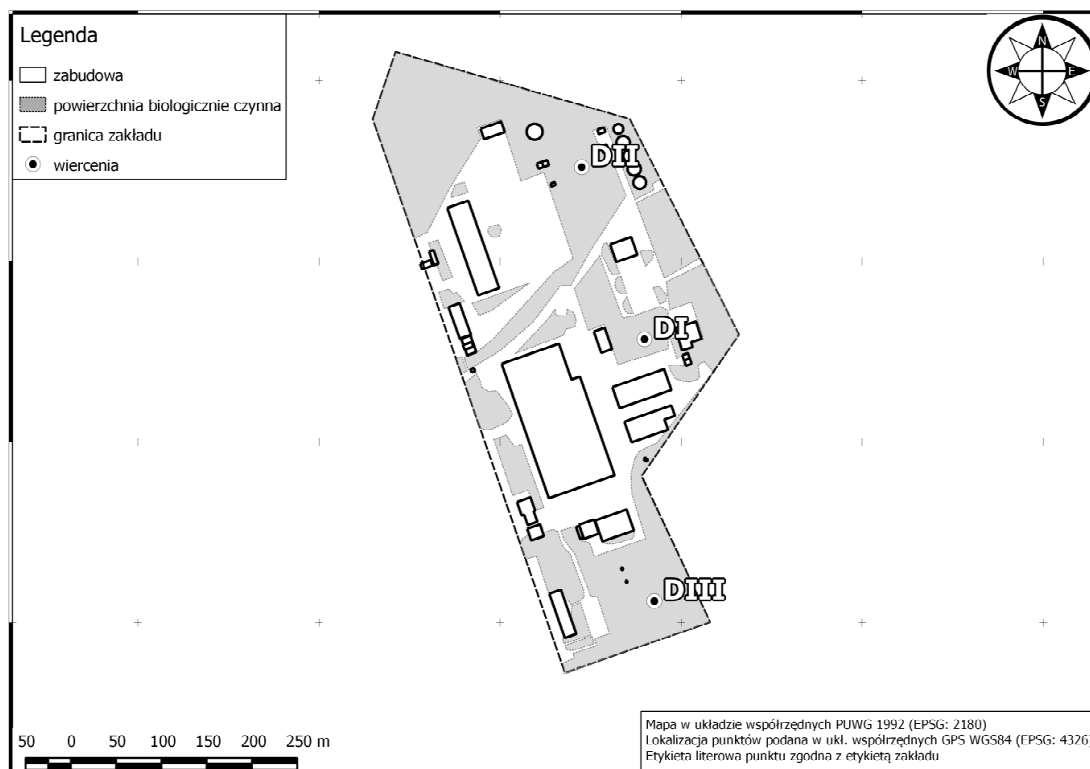 Legenda
zabudowa
powierzchnia biologicznie czynna
granica zakładu
wiercenia
N
W E
S
DII
DI
DIII
50 0 50 100 150 200 250 m
Mapa w układzie współrzędnych PUWG 1992 (EPSG: 2180)
Lokalizacja punktów podana w ukł. współrzędnych GPS WGS84 (EPSG: 4326)
Etykieta literowa punktu zgodna z etykietą zakładu